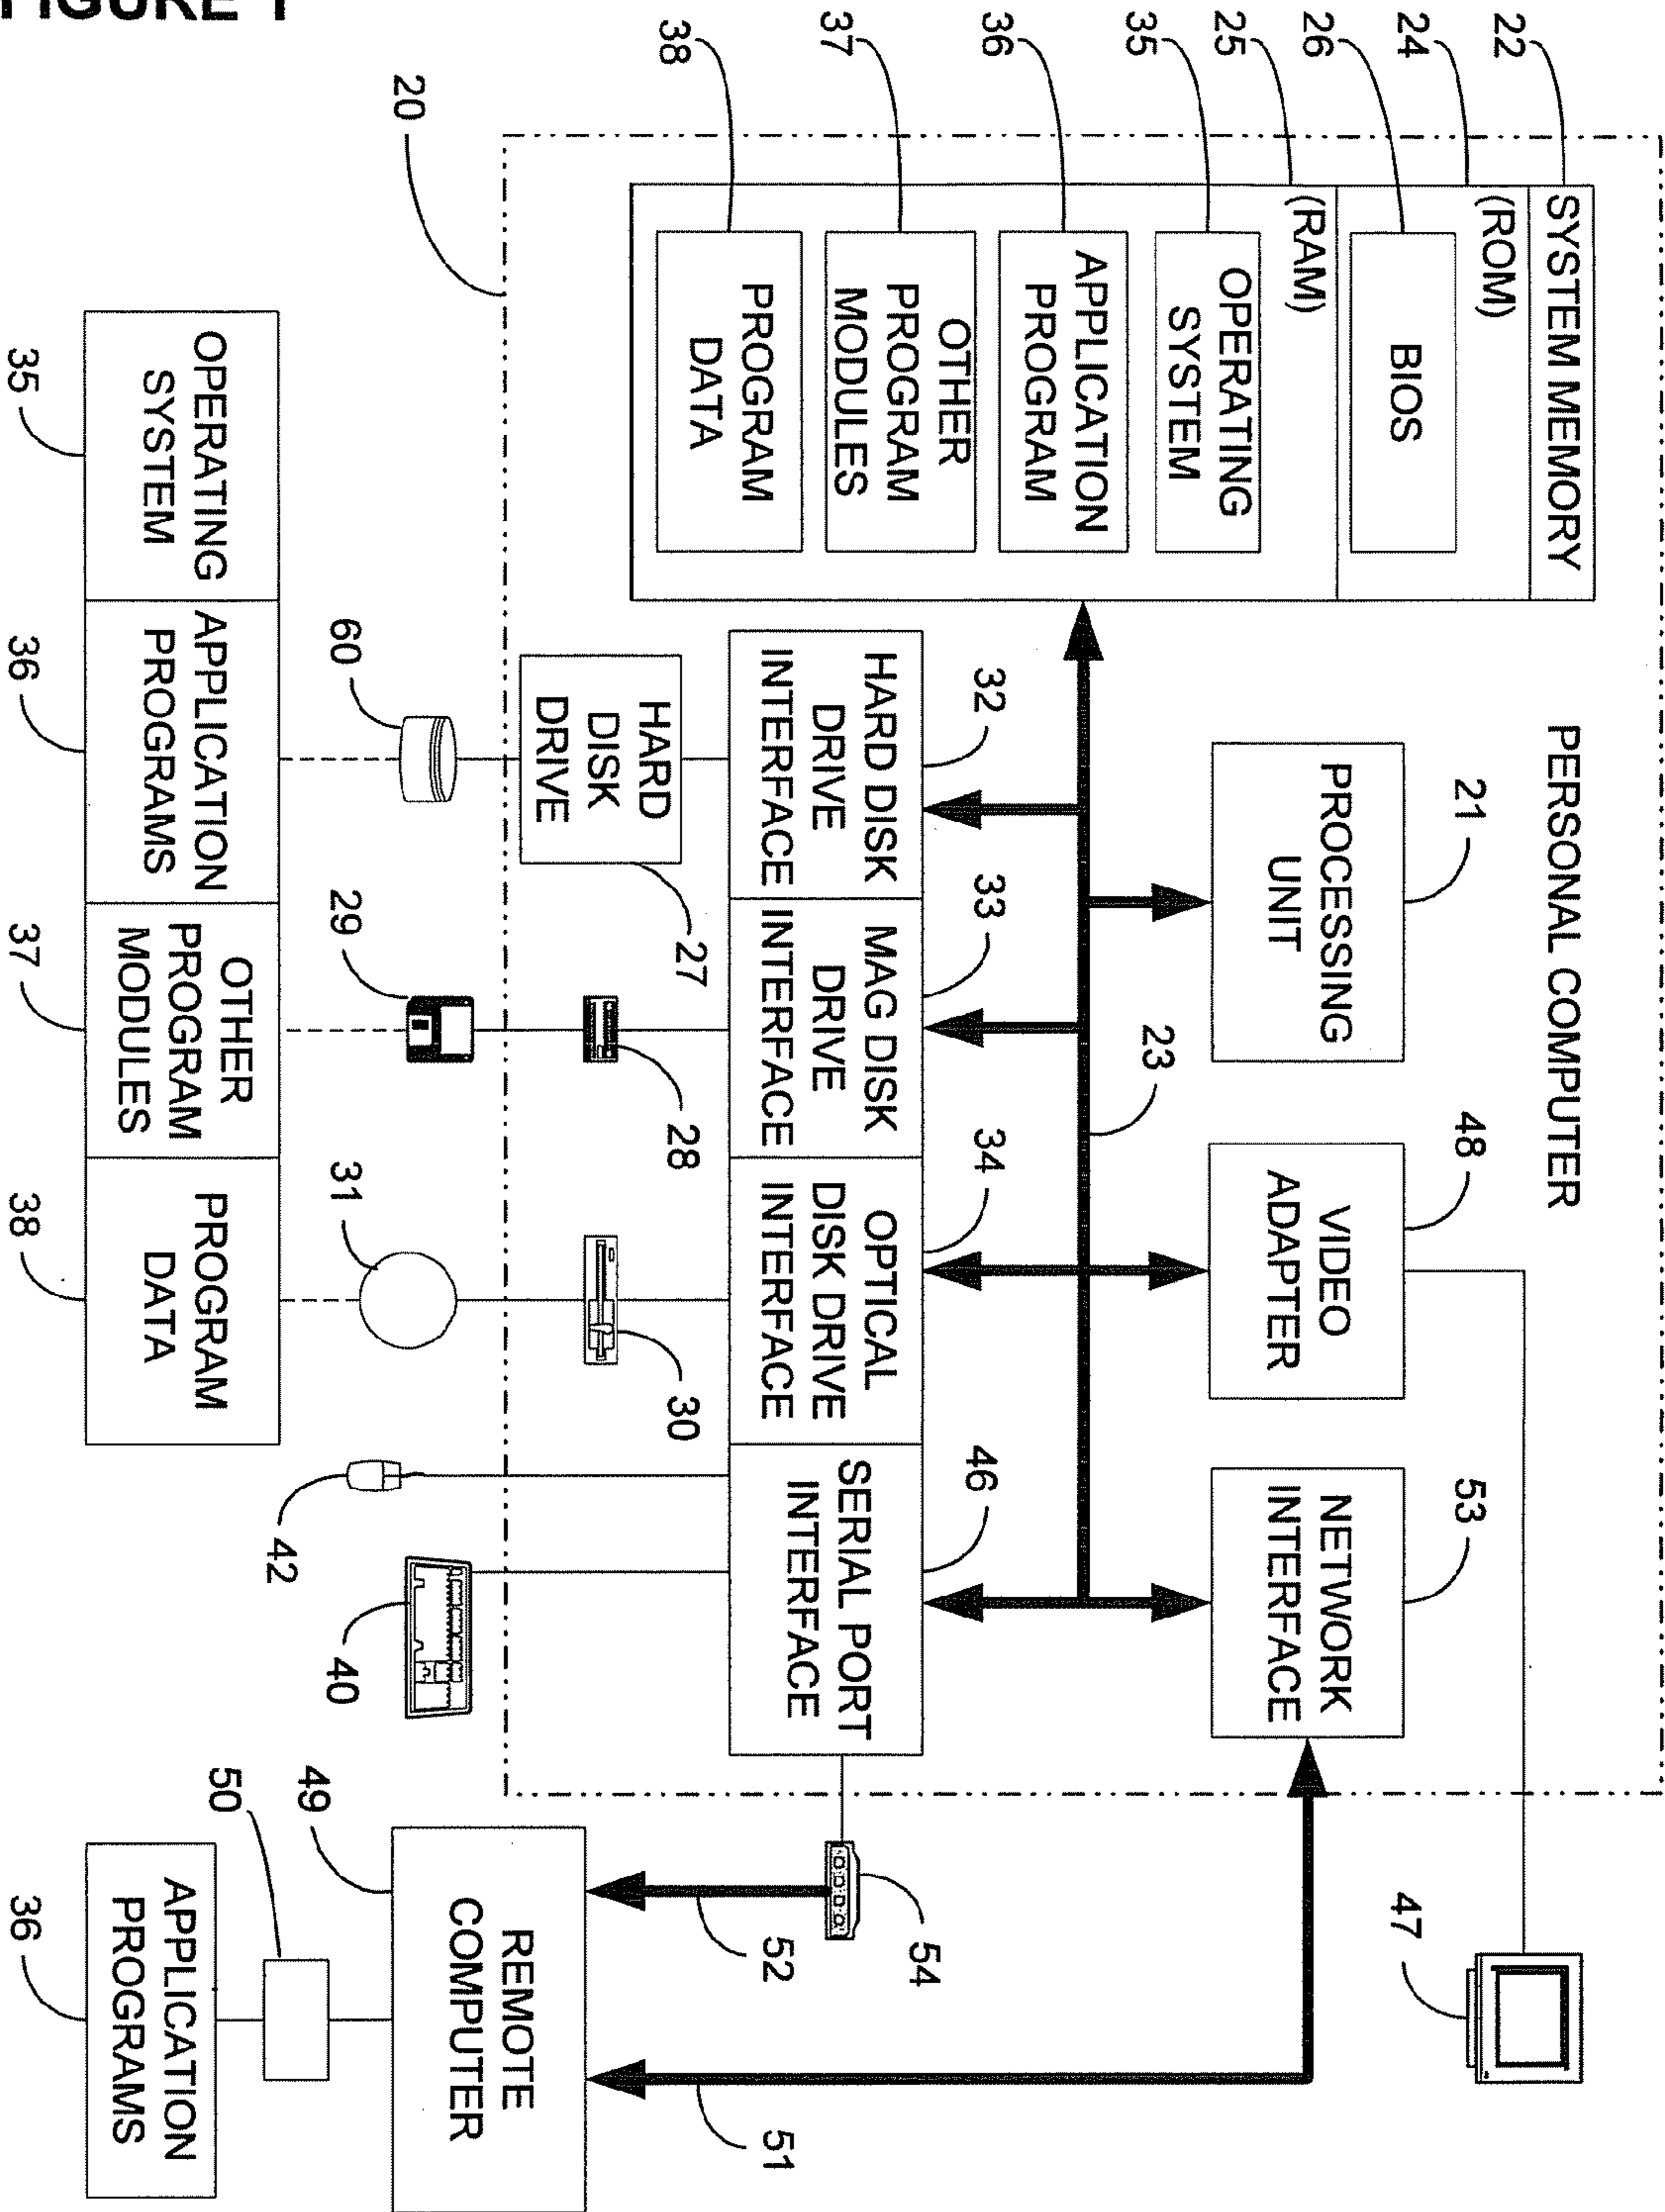 FIGURE 1
PERSONAL COMPUTER
22
SYSTEM MEMORY
24
(ROM)
26
BIOS
25
(RAM)
35
OPERATING
SYSTEM
36
APPLICATION
PROGRAM
37
OTHER
PROGRAM
MODULES
38
PROGRAM
DATA
20
21
PROCESSING
UNIT
48
VIDEO
ADAPTER
53
NETWORK
INTERFACE
47
23
32
HARD DISK
DRIVE
INTERFACE
33
MAG DISK
DRIVE
INTERFACE
34
OPTICAL
DISK DRIVE
INTERFACE
46
SERIAL PORT
INTERFACE
54
HARD
DISK
DRIVE
27
28
30
52
51
60
29
31
42
40
49
REMOTE
COMPUTER
50
OPERATING
SYSTEM
35
APPLICATION
PROGRAMS
36
OTHER
PROGRAM
MODULES
37
PROGRAM
DATA
38
APPLICATION
PROGRAMS
36